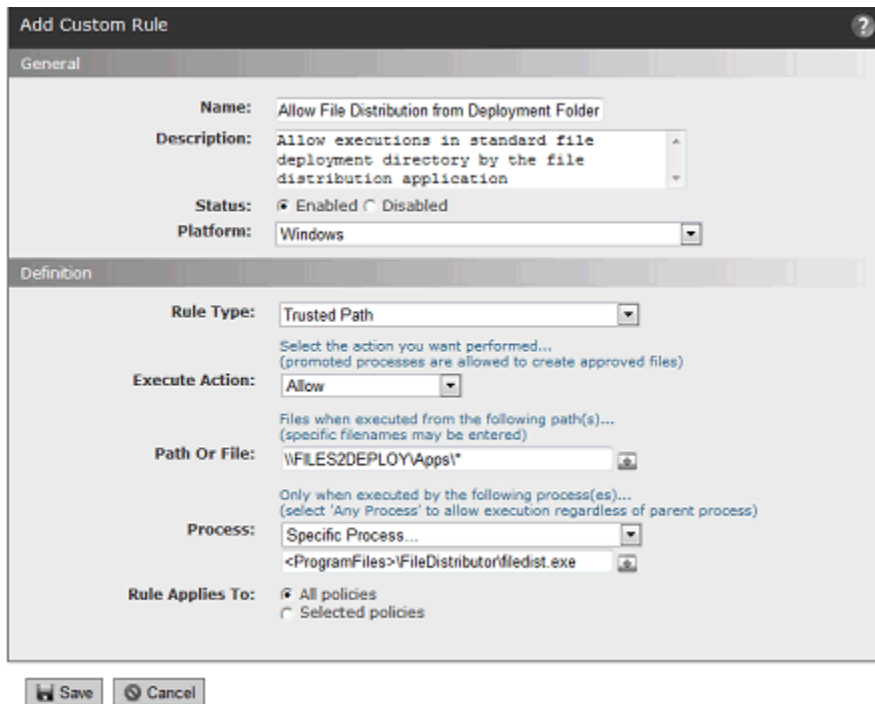 Add Custom Rule
?
General
Name: Allow File Distribution from Deployment Folder
Description: Allow executions in standard file
deployment directory by the file
distribution application
Status: Enabled Disabled
Platform: Windows
Definition
Rule Type: Trusted Path
Select the action you want performed...
(promoted processes are allowed to create approved files)
Execute Action: Allow
Files when executed from the following path(s)...
(specific filenames may be entered)
Path Or File: \\FILES2DEPLOY\Apps\*
Only when executed by the following process(es)...
(select 'Any Process' to allow execution regardless of parent process)
Process: Specific Process...
<ProgramFiles>\FileDistributor\filedist.exe
Rule Applies To: All policies
Selected policies
Save Cancel